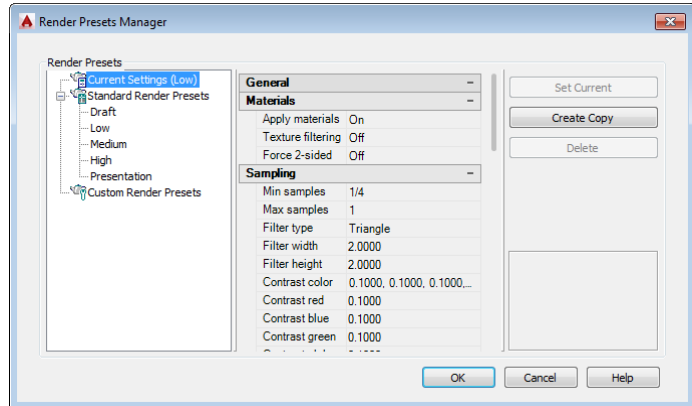 Render Presets Manager
Render Presets
Current Settings (Low)
Standard Render Presets
Draft
Low
Medium
High
Presentation
Custom Render Presets
General
Materials
Apply materials On
Texture filtering Off
Force 2-sided Off
Sampling
Min samples 1/4
Max samples 1
Filter type Triangle
Filter width 2.0000
Filter height 2.0000
Contrast color 0.1000, 0.1000, 0.1000,...
Contrast red 0.1000
Contrast blue 0.1000
Contrast green 0.1000
Set Current
Create Copy
Delete
OK
Cancel
Help